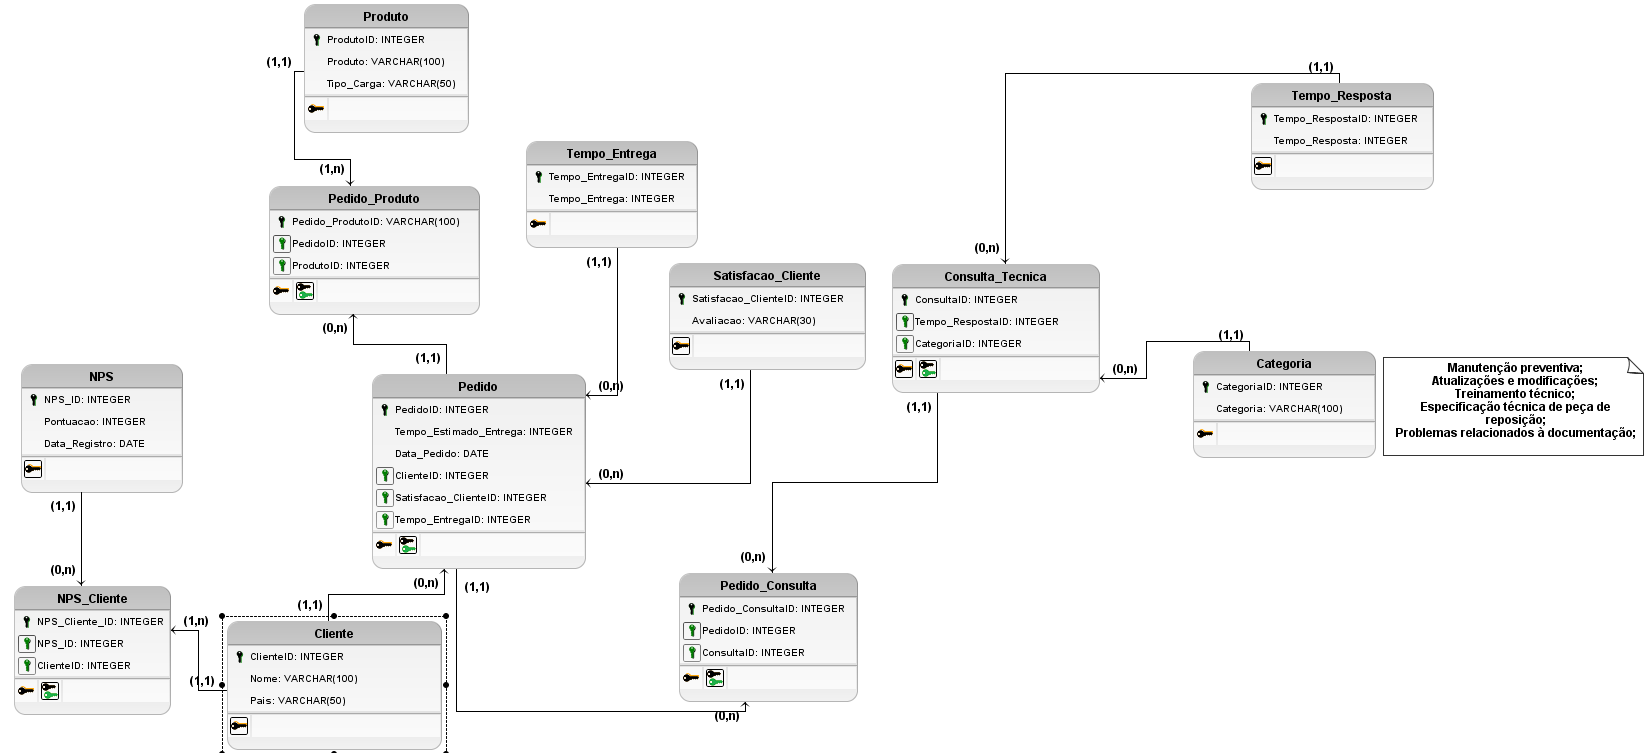 Produto
ProdutoID: INTEGER
Produto: VARCHAR(100)
Tipo_Carga: VARCHAR(50)
(1,1)
(1,n)
Pedido_Produto
Pedido_ProdutoID: VARCHAR(100)
PedidoID: INTEGER
ProdutoID: INTEGER
(0,n)
(1,1)
Tempo_Entrega
Tempo_EntregaID: INTEGER
Tempo_Entrega: INTEGER
(1,1)
(0,n)
Satisfacao_Cliente
Satisfacao_ClienteID: INTEGER
Avaliacao: VARCHAR(30)
(1,1)
(0,n)
Pedido
PedidoID: INTEGER
Tempo_Estimado_Entrega: INTEGER
Data_Pedido: DATE
ClienteID: INTEGER
Satisfacao_ClienteID: INTEGER
Tempo_EntregaID: INTEGER
(0,n)
(1,1)
(1,1)
NPS
NPS_ID: INTEGER
Pontuacao: INTEGER
Data_Registro: DATE
(1,1)
(0,n)
NPS_Cliente
NPS_Cliente_ID: INTEGER
NPS_ID: INTEGER
ClienteID: INTEGER
(1,n)
(1,1)
Cliente
ClienteID: INTEGER
Nome: VARCHAR(100)
Pais: VARCHAR(50)
(1,1)
Tempo_Resposta
Tempo_RespostaID: INTEGER
Tempo_Resposta: INTEGER
(0,n)
Consulta_Tecnica
ConsultaID: INTEGER
Tempo_RespostaID: INTEGER
CategoriaID: INTEGER
(1,1)
(0,n)
(1,1)
Categoria
CategoriaID: INTEGER
Categoria: VARCHAR(100)
Manutenção preventiva;
Atualizações e modificações;
Treinamento técnico;
Especificação técnica de peça de
reposição;
Problemas relacionados à documentação;
(0,n)
Pedido_Consulta
Pedido_ConsultaID: INTEGER
PedidoID: INTEGER
ConsultaID: INTEGER
(0,n)